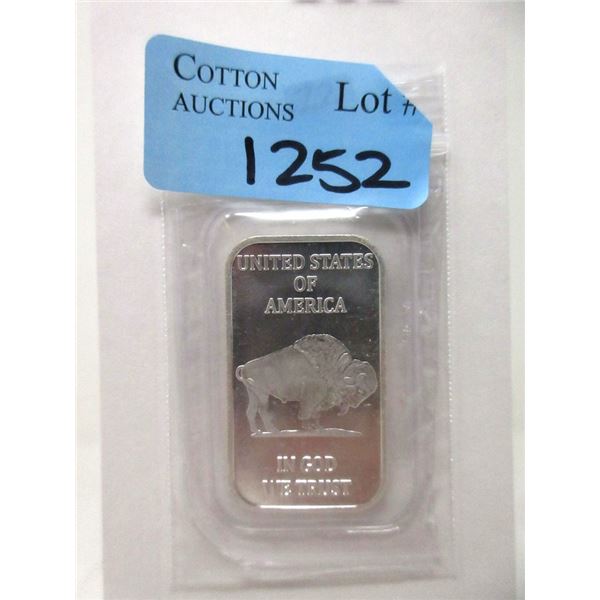 COTTON
AUCTIONS
Lot #
1252
UNITED STATES
OF
AMERICA
IN GOD
WE TRUST